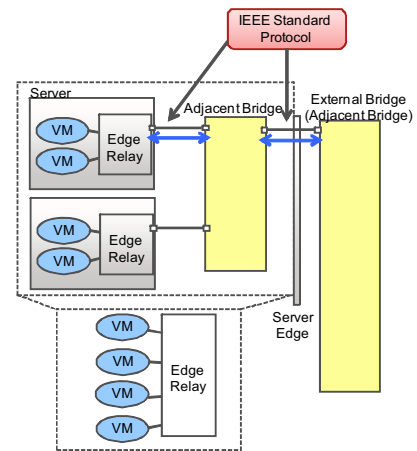 IEEE Standard
Protocol
Server
Adjacent Bridge
External Bridge
(Adjacent Bridge)
VM
VM
Edge
Relay
VM
VM
Edge
Relay
Server
Edge
VM
VM
VM
VM
Edge
Relay